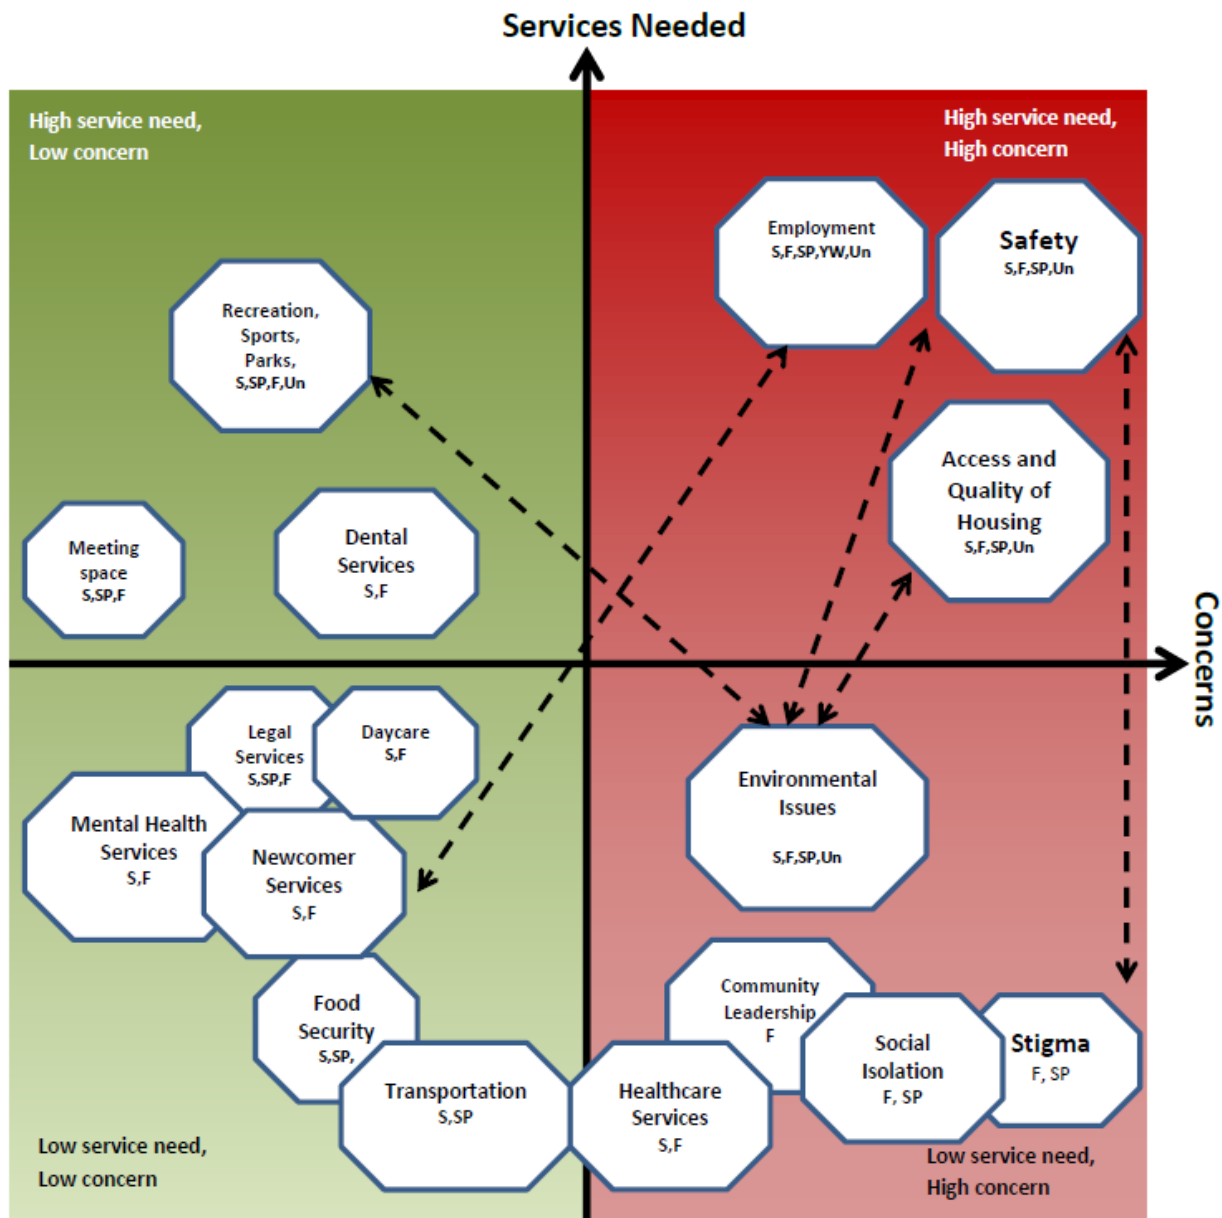 Services Needed
High service need,
Low concern
High service need,
High concern
Employment
S,F,SP,YW,Un
Safety
S,F,SP,Un
Recreation,
Sports,
Parks,
S,SP,F,Un
Access and
Quality of
Housing
S,F,SP,Un
Meeting
space
S,SP,F
Dental
Services
S,F
Concerns
Legal
Services
S,SP,F
Daycare
S,F
Mental Health
Services
S,F
Newcomer
Services
S,F
Environmental
Issues
S,F,SP,Un
Food
Security
S,SP,
Transportation
S,SP
Healthcare
Services
S,F
Community
Leadership
F
Social
Isolation
F, SP
Stigma
F, SP
Low service need,
Low concern
Low service need,
High concern